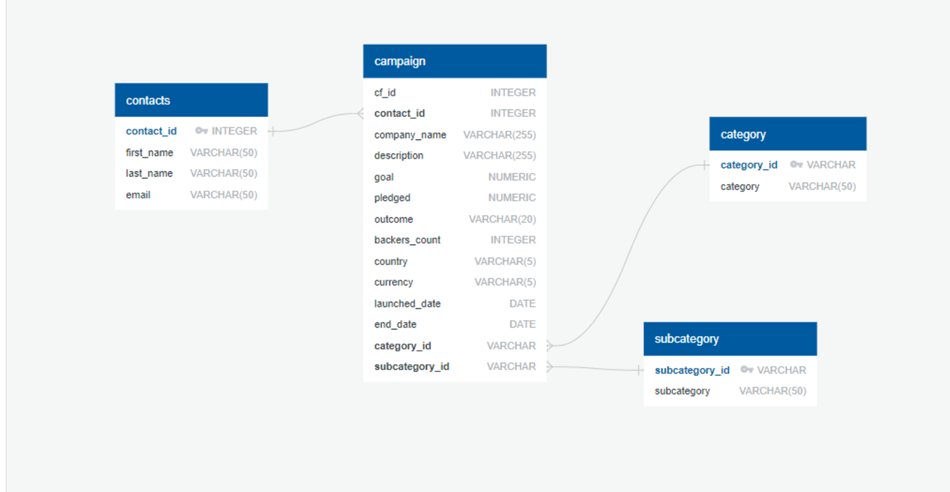 contacts
contact_id INTEGER
first_name VARCHAR(50)
last_name VARCHAR(50)
email VARCHAR(50)
campaign
cf_id INTEGER
contact_id INTEGER
company_name VARCHAR(255)
description VARCHAR(255)
goal NUMERIC
pledged NUMERIC
outcome VARCHAR(20)
backers_count INTEGER
country VARCHAR(5)
currency VARCHAR(5)
launched_date DATE
end_date DATE
category_id VARCHAR
subcategory_id VARCHAR
category
category_id VARCHAR
category VARCHAR(50)
subcategory
subcategory_id VARCHAR
subcategory VARCHAR(50)